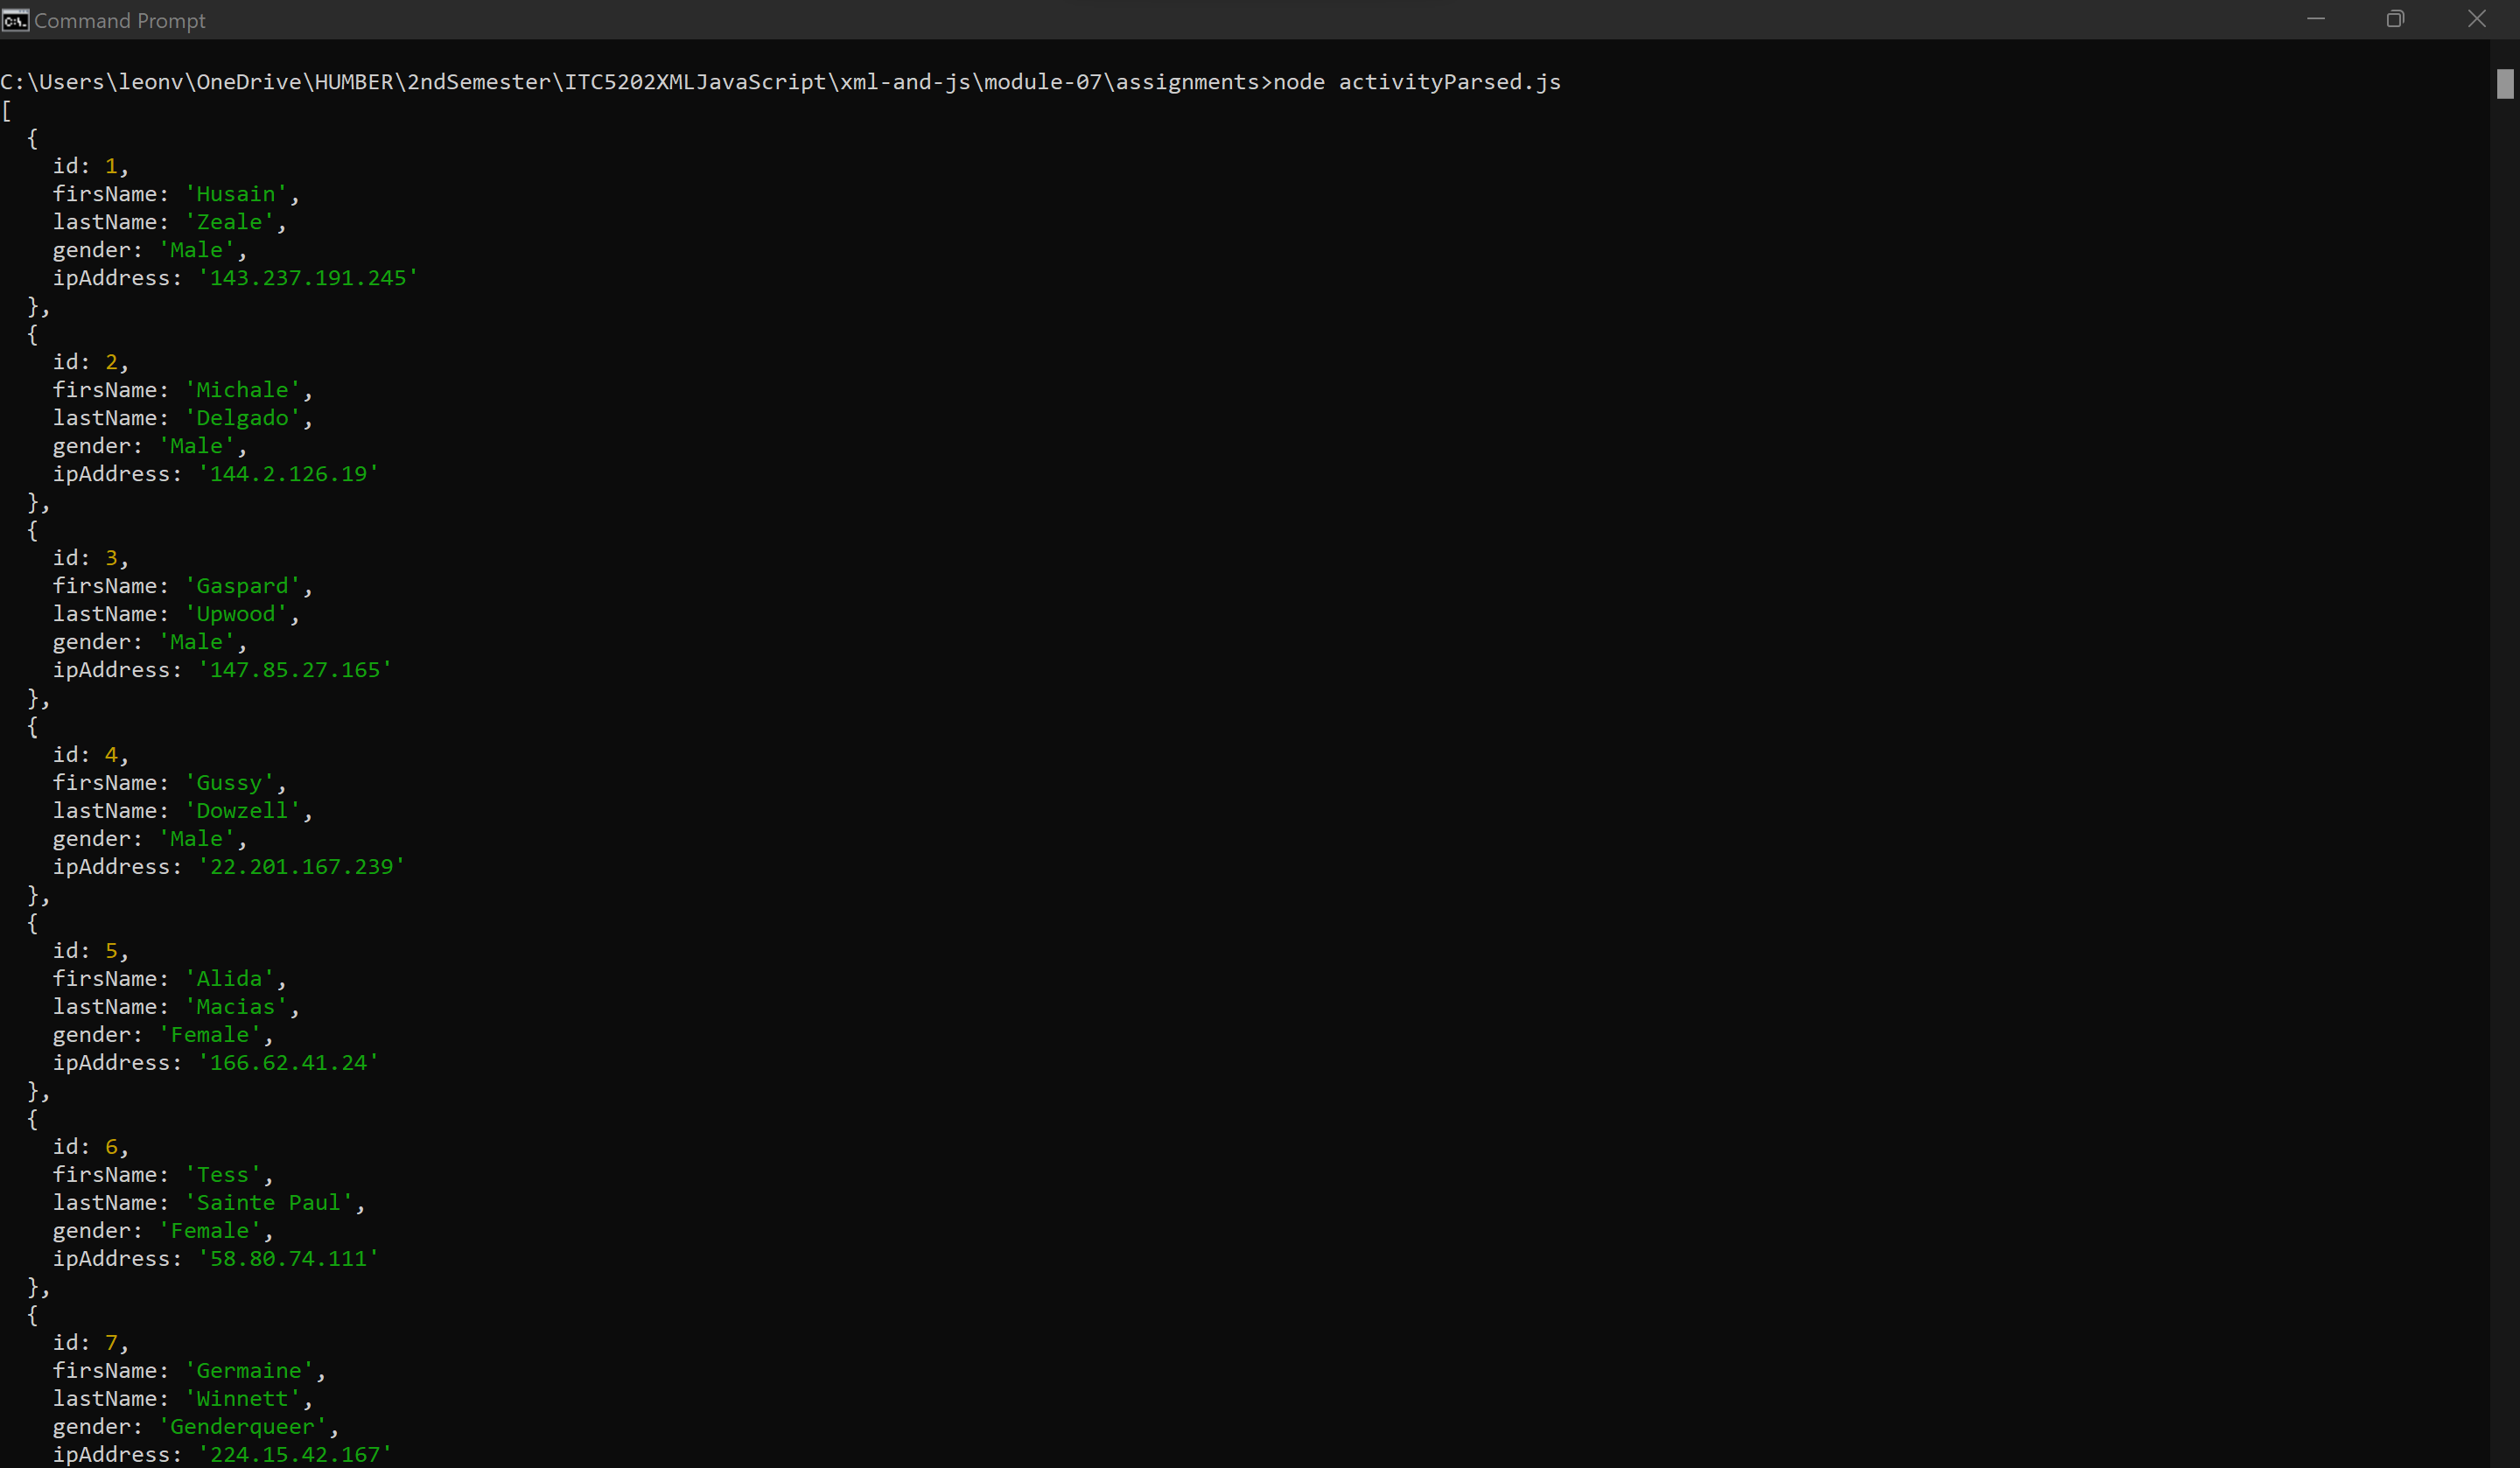 Command Prompt
C:\Users\leonv\OneDrive\HUMBER\2ndSemester\ITC5202XMLJavaScript\xml-and-js\module-07\assignments>node activityParsed.js
[
  {
    id: 1,
    firsName: 'Husain',
    lastName: 'Zeale',
    gender: 'Male',
    ipAddress: '143.237.191.245'
  },
  {
    id: 2,
    firsName: 'Michale',
    lastName: 'Delgado',
    gender: 'Male',
    ipAddress: '144.2.126.19'
  },
  {
    id: 3,
    firsName: 'Gaspard',
    lastName: 'Upwood',
    gender: 'Male',
    ipAddress: '147.85.27.165'
  },
  {
    id: 4,
    firsName: 'Gussy',
    lastName: 'Dowzell',
    gender: 'Male',
    ipAddress: '22.201.167.239'
  },
  {
    id: 5,
    firsName: 'Alida',
    lastName: 'Macias',
    gender: 'Female',
    ipAddress: '166.62.41.24'
  },
  {
    id: 6,
    firsName: 'Tess',
    lastName: 'Sainte Paul',
    gender: 'Female',
    ipAddress: '58.80.74.111'
  },
  {
    id: 7,
    firsName: 'Germaine',
    lastName: 'Winnett',
    gender: 'Genderqueer',
    ipAddress: '224.15.42.167'